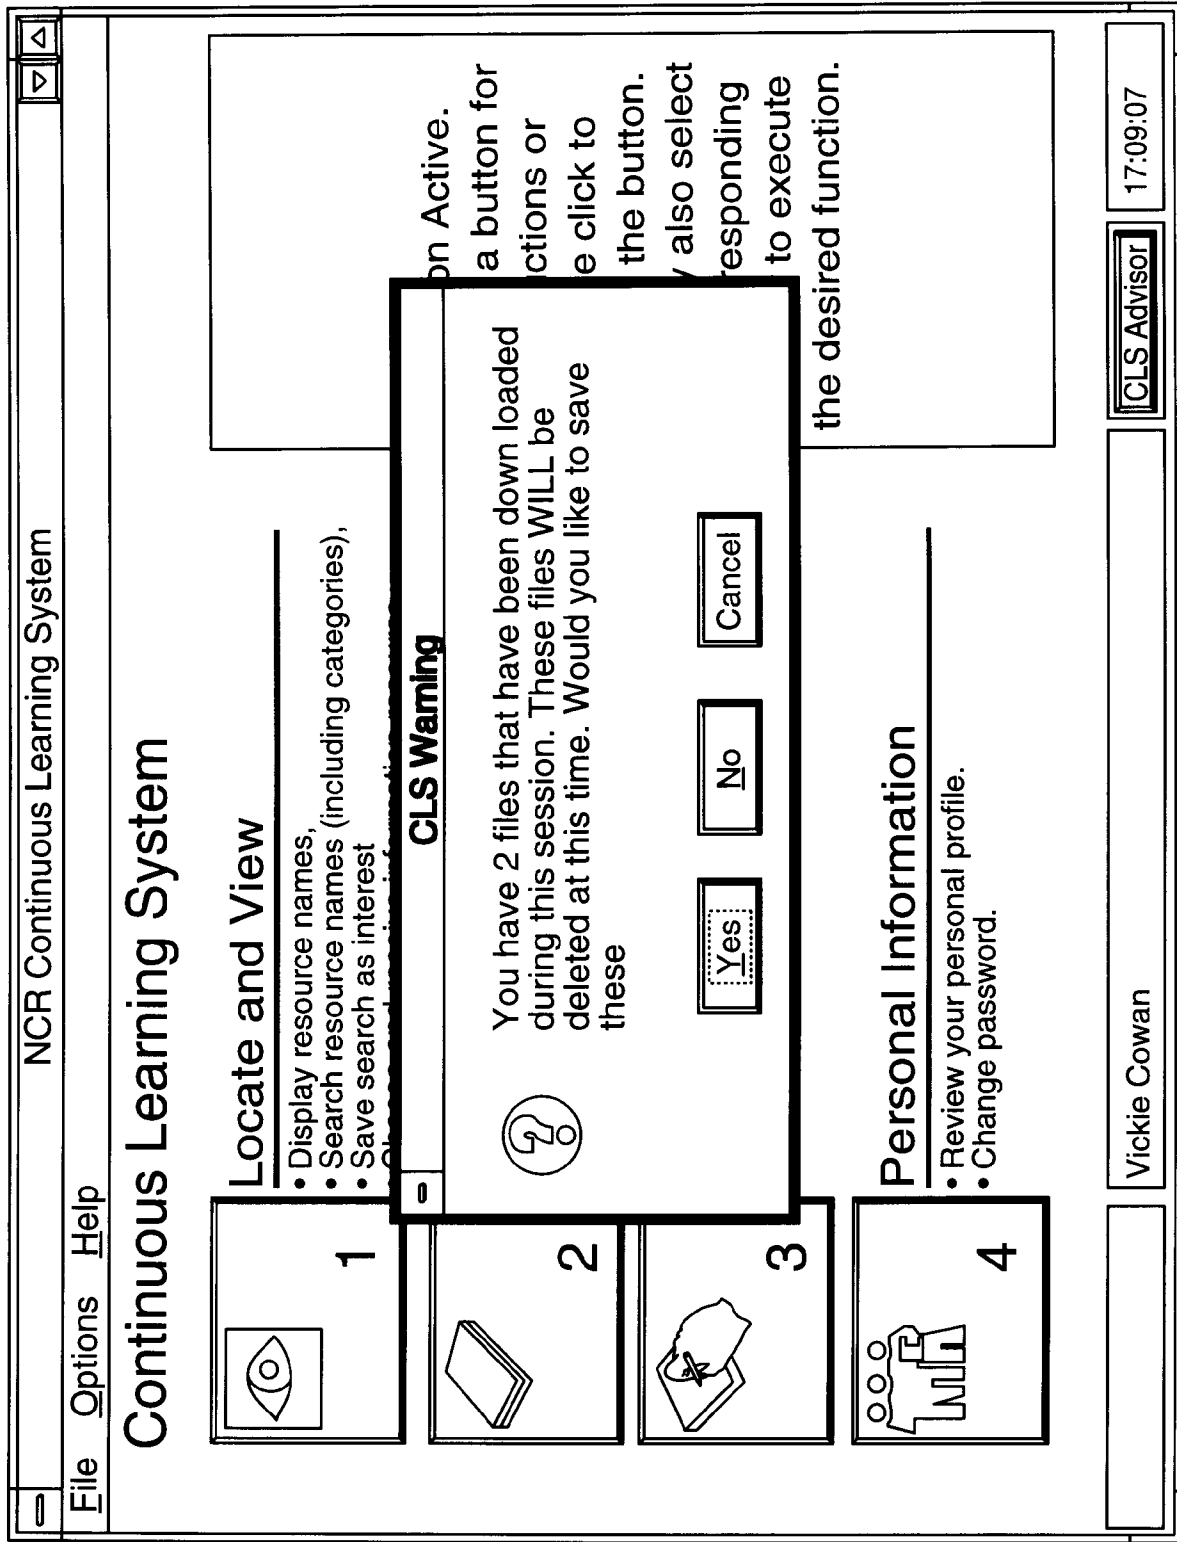 NCR Continuous Learning System
File Options Help
Continuous Learning System
1
Locate and View
• Display resource names,
• Search resource names (including categories),
• Save search as interest
on Active.
a button for
ctions or
e click to
the button.
also select
responding
to execute
the desired function.
CLS Warning
You have 2 files that have been down loaded
during this session. These files WILL be
deleted at this time. Would you like to save
these
Yes No Cancel
2
3
4
Personal Information
• Review your personal profile.
• Change password.
Vickie Cowan
CLS Advisor
17:09:07